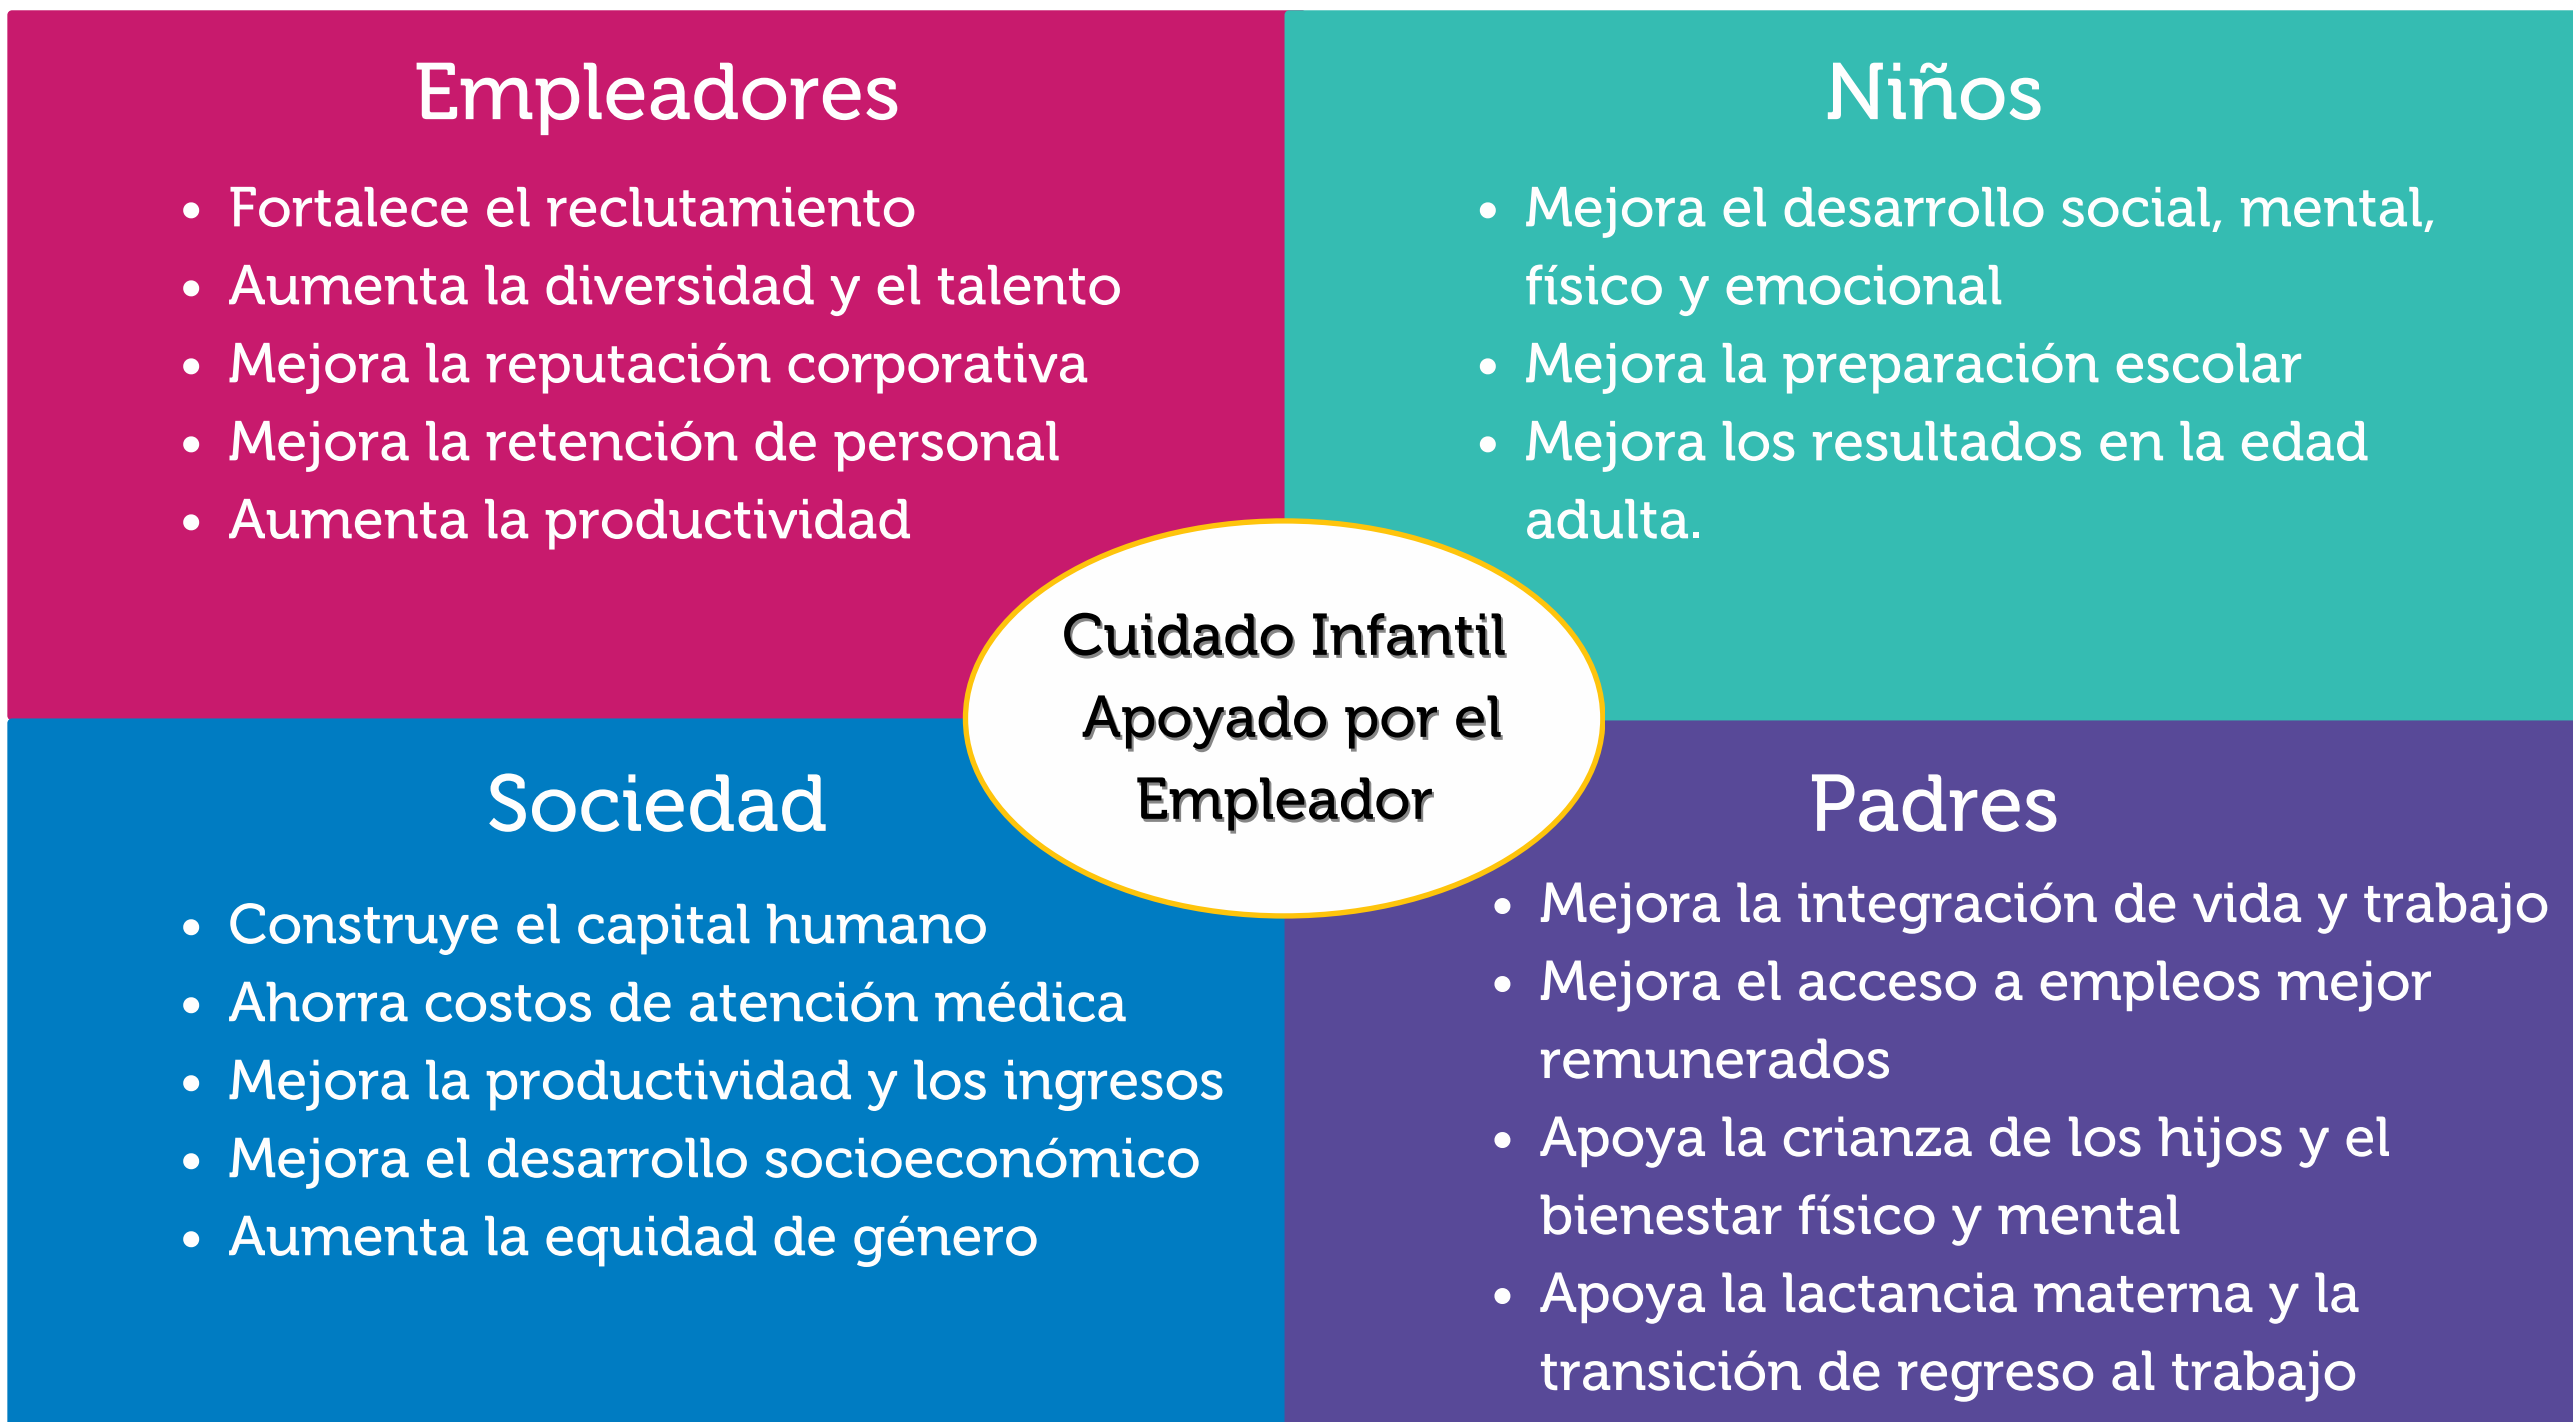 Empleadores
Fortalece el reclutamiento
Aumenta la diversidad y el talento
Mejora la reputación corporativa
Mejora la retención de personal
Aumenta la productividad
Niños
Mejora el desarrollo social, mental,
físico y emocional
Mejora la preparación escolar
Mejora los resultados en la edad
adulta.
Cuidado Infantil
Apoyado por el
Empleador
Sociedad
Construye el capital humano
Ahorra costos de atención médica
Mejora la productividad y los ingresos
Mejora el desarrollo socioeconómico
Aumenta la equidad de género
Padres
Mejora la integración de vida y trabajo
Mejora el acceso a empleos mejor
remunerados
Apoya la crianza de los hijos y el
bienestar físico y mental
Apoya la lactancia materna y la
transición de regreso al trabajo